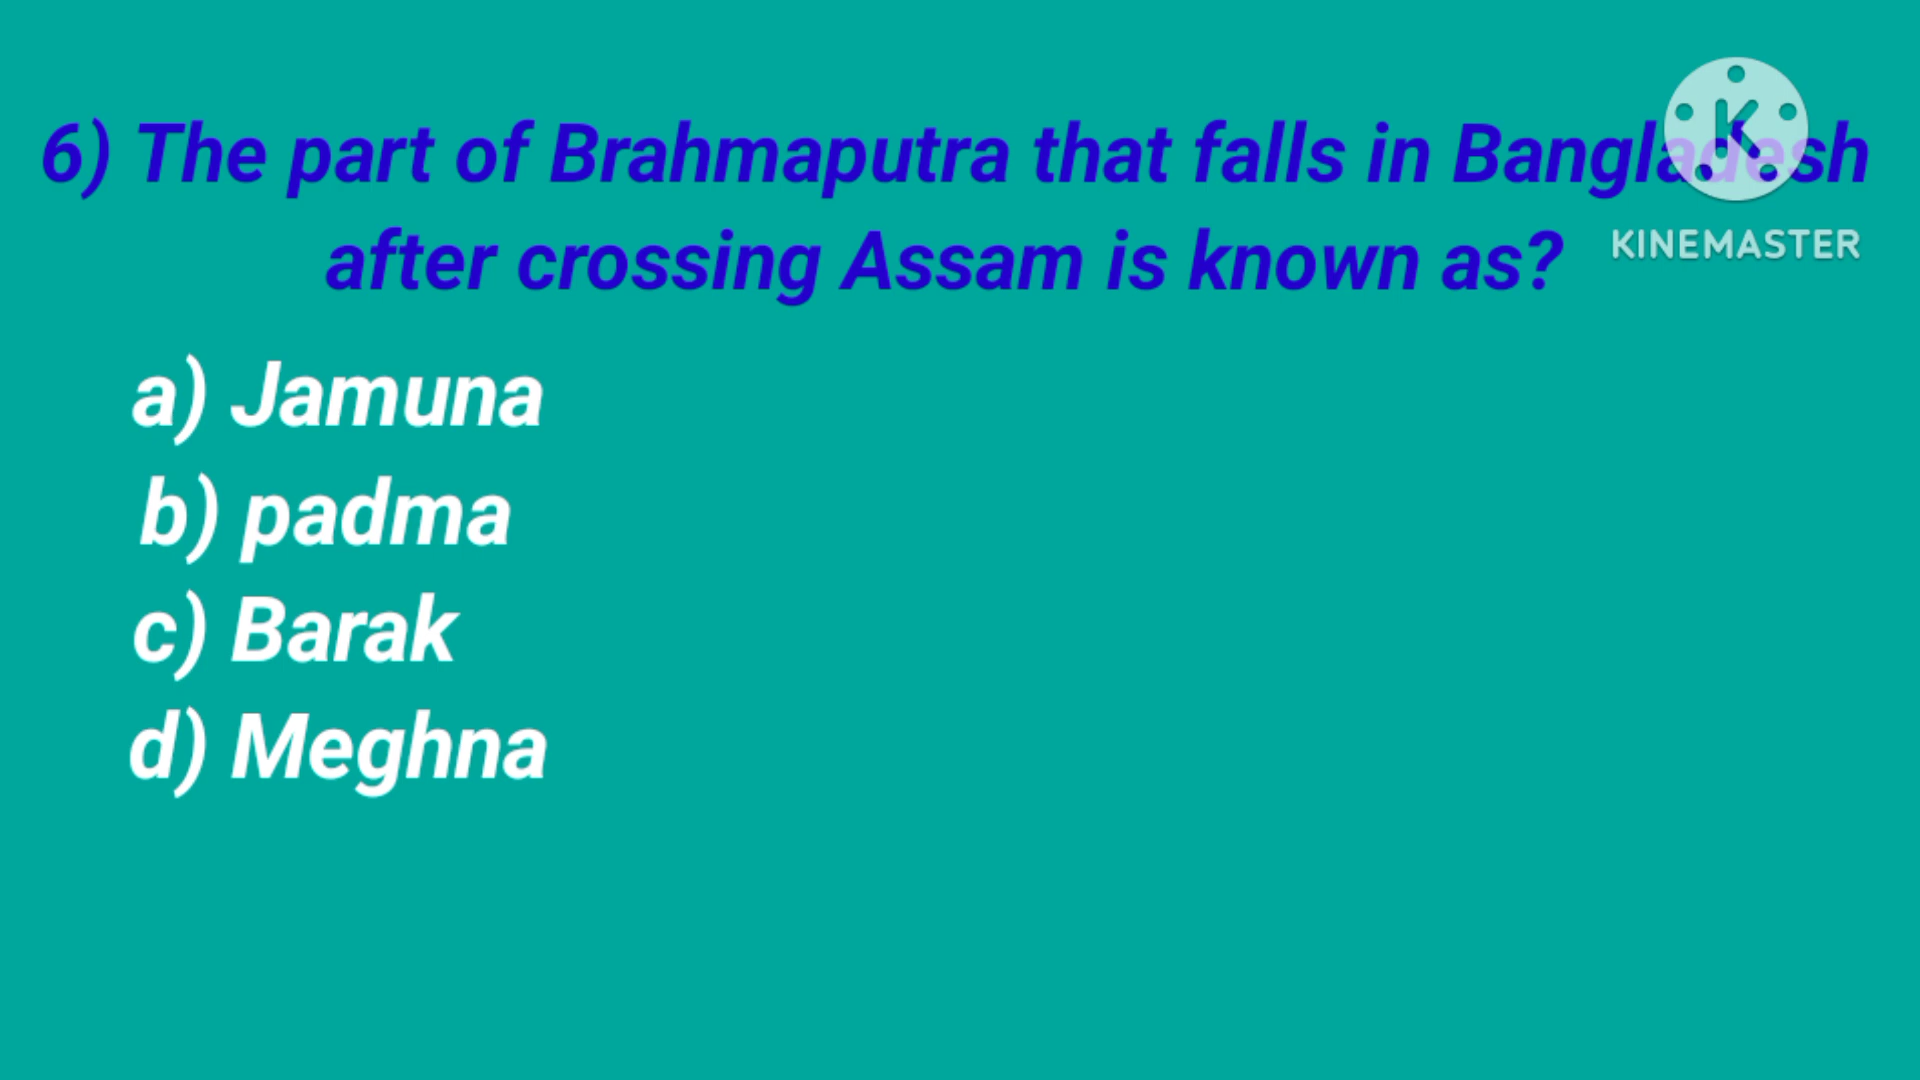 6) The part of Brahmaputra that falls in Bangladesh
after crossing Assam is known as?
KINEMASTER
a) Jamuna
b) padma
c) Barak
d) Meghna